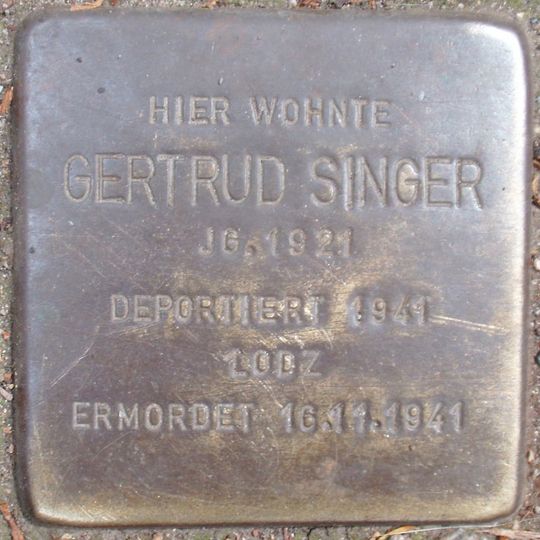 HIER WOHNTE
GERTRUD SINGER
JG. 1921
DEPORTIERT 1941
LODZ
ERMORDET 16.11.1941